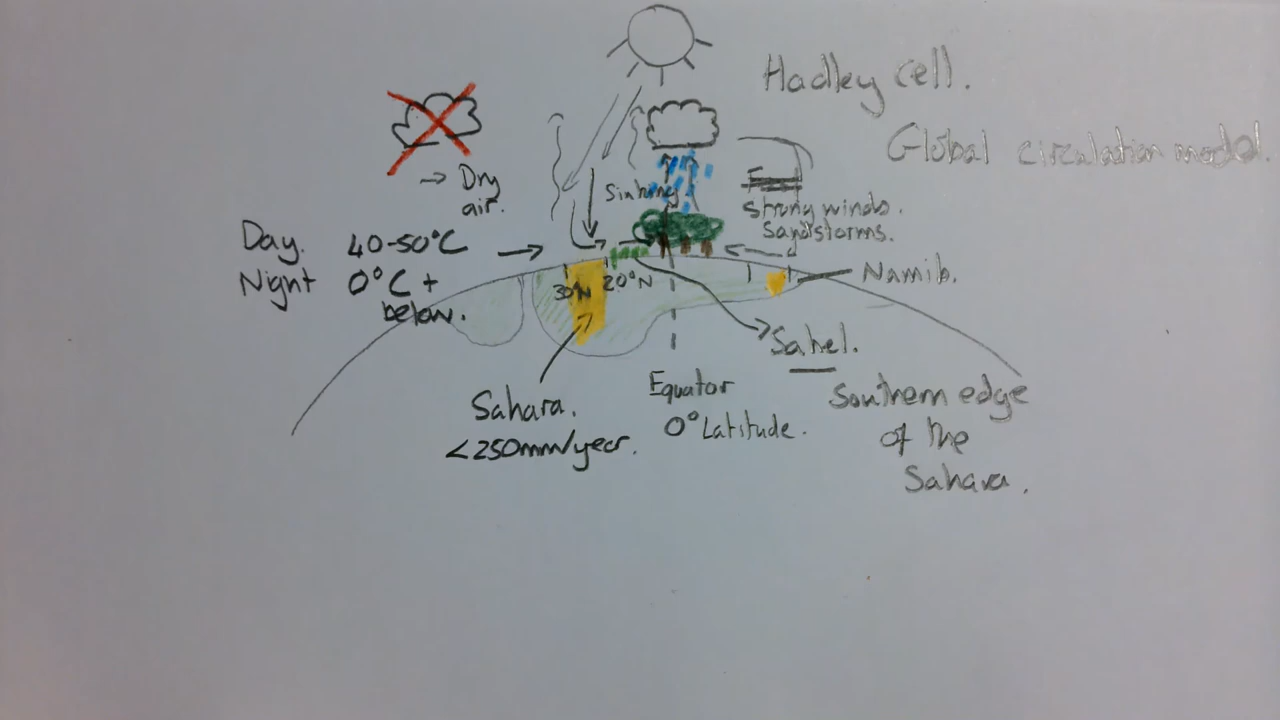 Hadley cell.
Global circulation model.
→ Dry
air.
Sinking
strong winds.
Sandstorms.
Day. 40-50°C
Night 0°C +
below.
30°N
20°N
Namib.
Sahel.
Southern edge
of the
Sahara.
Sahara.
<250mm/year.
Equator
0° Latitude.